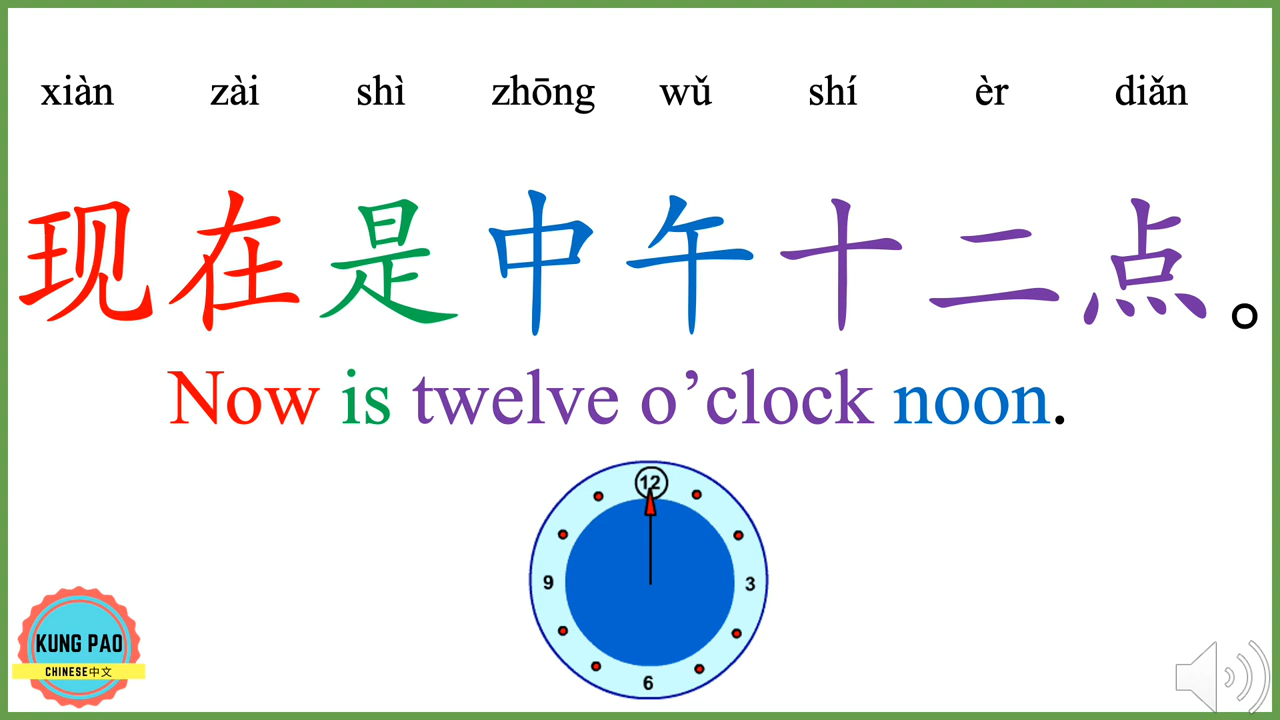 xiàn zài shì zhōng wǔ shí èr diǎn
现在是中午十二点。
Now is twelve o’clock noon.
12
9 3
6
KUNG PAO
CHINESE中文